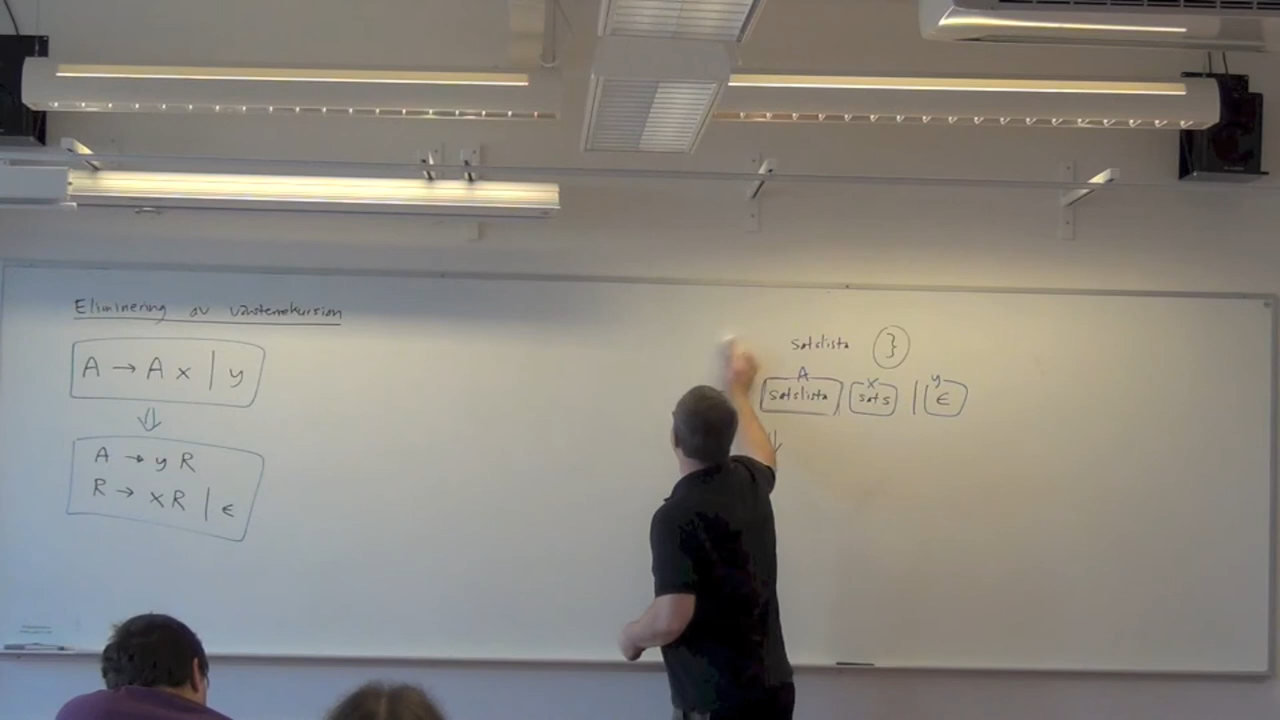 Eliminering av vänsterrekursion
A → A x | y
⇓
A → y R
R → x R | ϵ
satslista }
A x y
satslista sats | ϵ